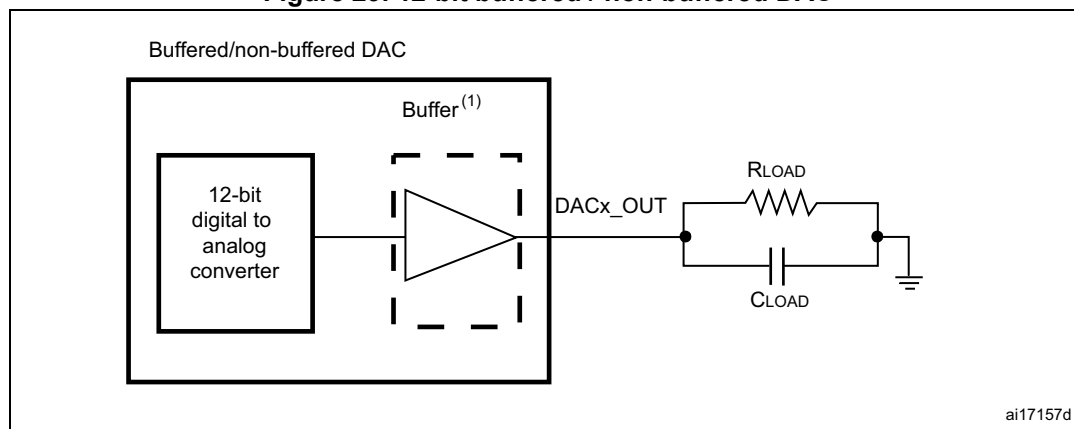 Buffered/non-buffered DAC
Buffer(1)
12-bit
digital to
analog
converter
DACx_OUT
RLOAD
CLOAD
ai17157d